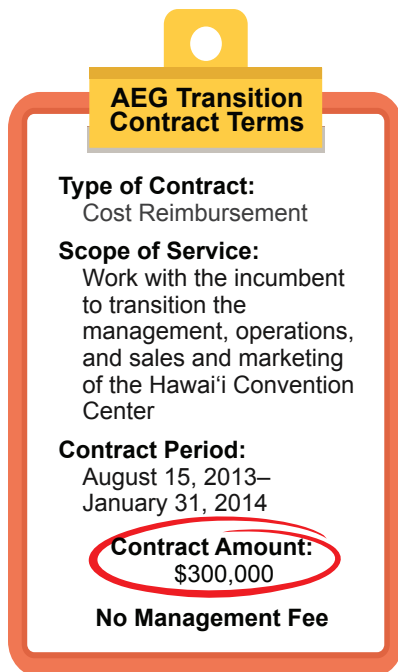 AEG Transition
Contract Terms
Type of Contract:
Cost Reimbursement
Scope of Service:
Work with the incumbent
to transition the
management, operations,
and sales and marketing
of the Hawai‘i Convention
Center
Contract Period:
August 15, 2013–
January 31, 2014
Contract Amount:
$300,000
No Management Fee